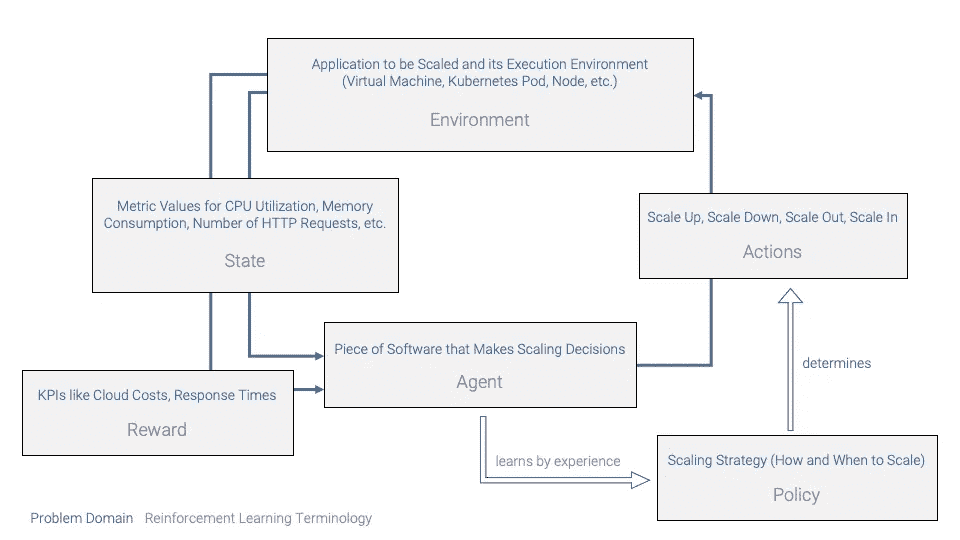 Application to be Scaled and its Execution Environment
(Virtual Machine, Kubernetes Pod, Node, etc.)
Environment
Metric Values for CPU Utilization, Memory
Consumption, Number of HTTP Requests, etc.
State
Scale Up, Scale Down, Scale Out, Scale In
Actions
Piece of Software that Makes Scaling Decisions
Agent
determines
KPIs like Cloud Costs, Response Times
Reward
learns by experience
Scaling Strategy (How and When to Scale)
Policy
Problem Domain Reinforcement Learning Terminology